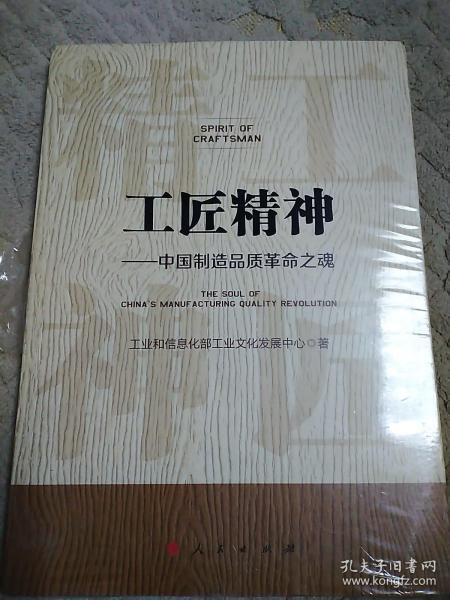 SPIRIT OF
CRAFTSMAN
工匠精神
——中国制造品质革命之魂
THE SOUL OF
CHINA'S MANUFACTURING QUALITY REVOLUTION
工业和信息化部工业文化发展中心 著
人民出版社
孔夫子旧书网
www.kongfz.com